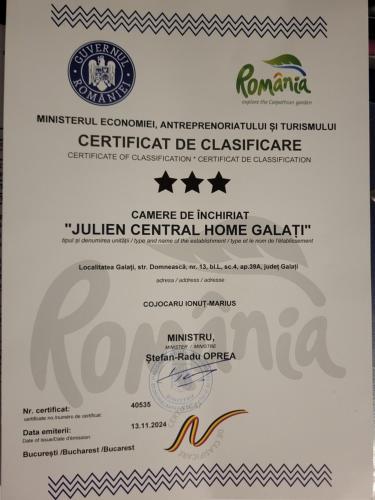 GUVERNUL
ROMÂNIEI
România
explore the Carpathian garden
MINISTERUL ECONOMIEI, ANTREPRENORIATULUI ȘI TURISMULUI
CERTIFICAT DE CLASIFICARE
CERTIFICATE OF CLASSIFICATION * CERTIFICAT DE CLASSIFICATION
CAMERE DE ÎNCHIRIAT
"JULIEN CENTRAL HOME GALAȚI"
tipul și denumirea unității / type and name of the establishment / type et le nom de l'établissement
Localitatea Galați, str. Domnească, nr. 13, bl.L, sc.4, ap.39A, județ Galați
adresa / address / adresse
COJOCARU IONUȚ-MARIUS
România
MINISTRU,
MINISTER / MINISTRE
Ștefan-Radu OPREA
Nr. certificat: 40535
certificate no./numéro de certificat:
Data emiterii: 13.11.2024
Date of issue/Date d'émission
București /Bucharest /Bucarest
DE CLASIFICARE